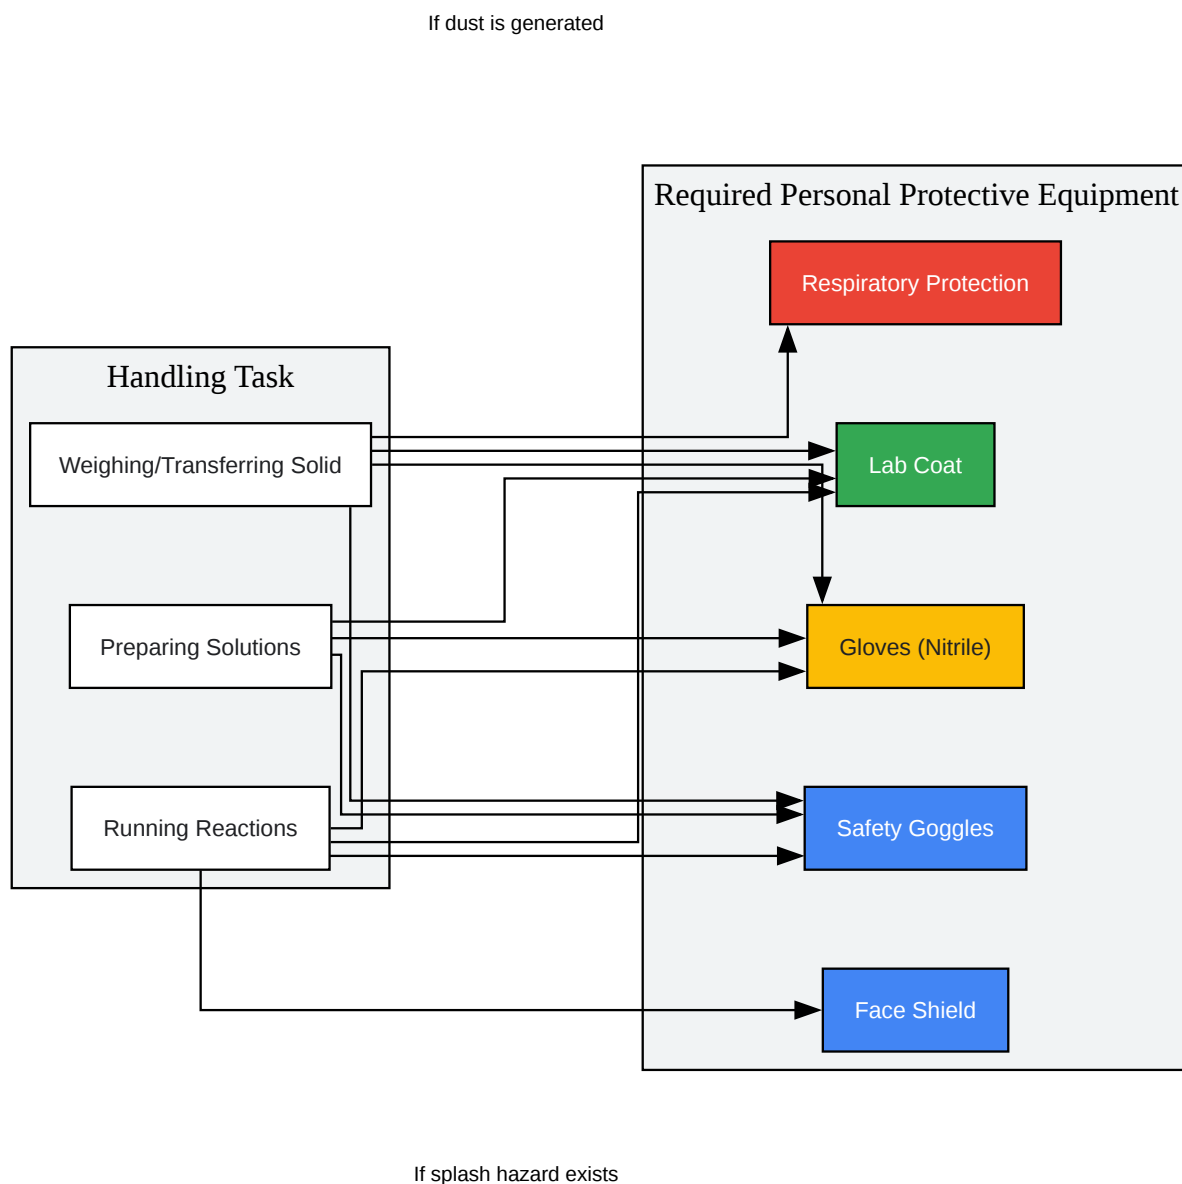 If dust is generated
Required Personal Protective Equipment
Respiratory Protection
Handling Task
Weighing/Transferring Solid
Lab Coat
Preparing Solutions
Gloves (Nitrile)
Running Reactions
Safety Goggles
Face Shield
If splash hazard exists